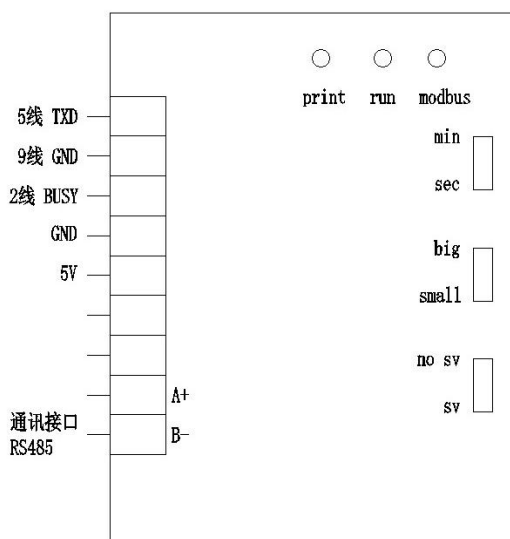 print run modbus
5线 TXD
9线 GND
2线 BUSY
GND
5V
通讯接口
RS485
A+
B-
min
sec
big
small
no sv
sv